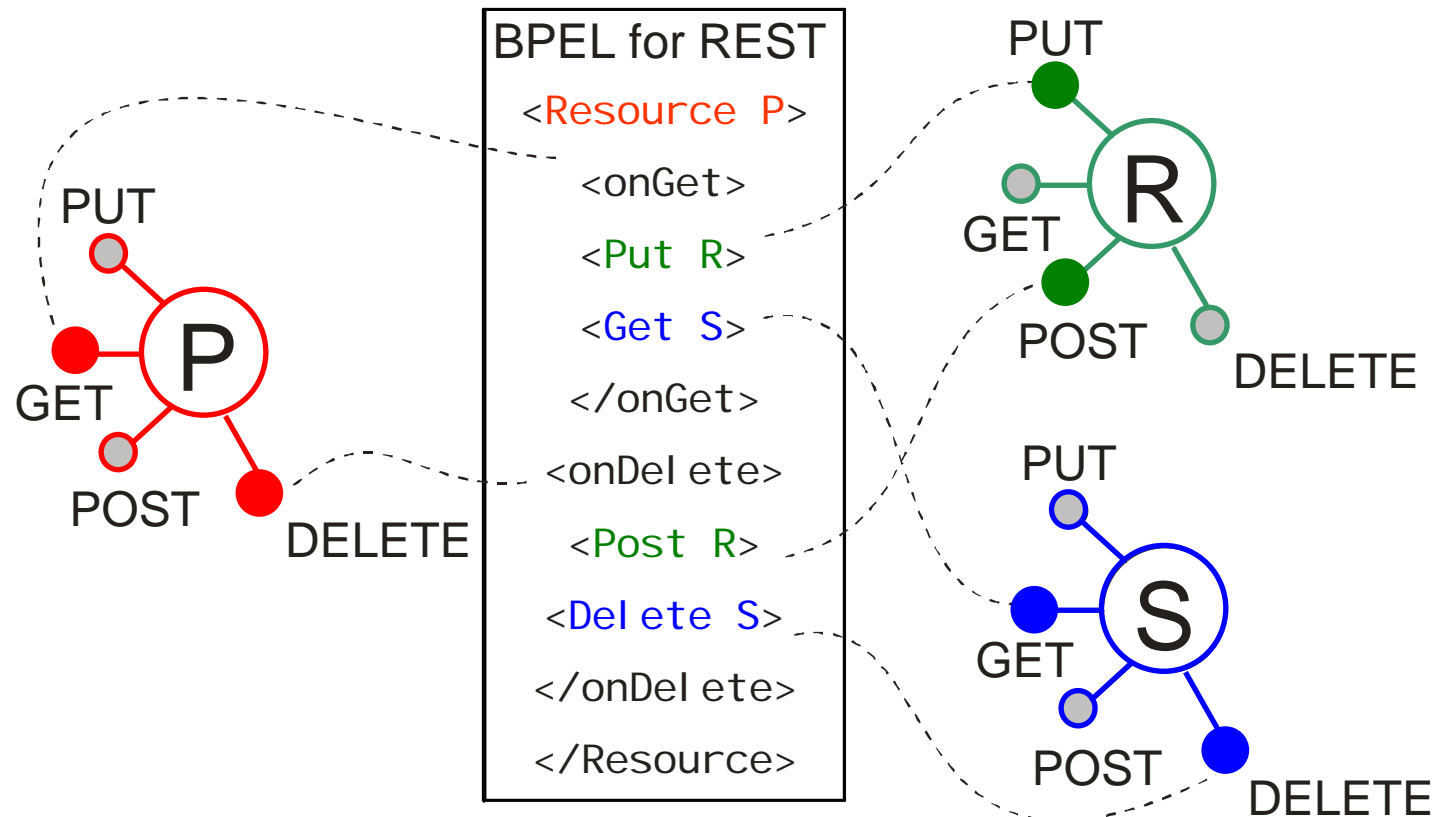 PUT
GET
P
POST
DELETE
BPEL for REST
<Resource P>
<onGet>
<Put R>
<Get S>
</onGet>
<onDelete>
<Post R>
<Delete S>
</onDelete>
</Resource>
PUT
R
GET
POST
DELETE
PUT
S
GET
POST
DELETE